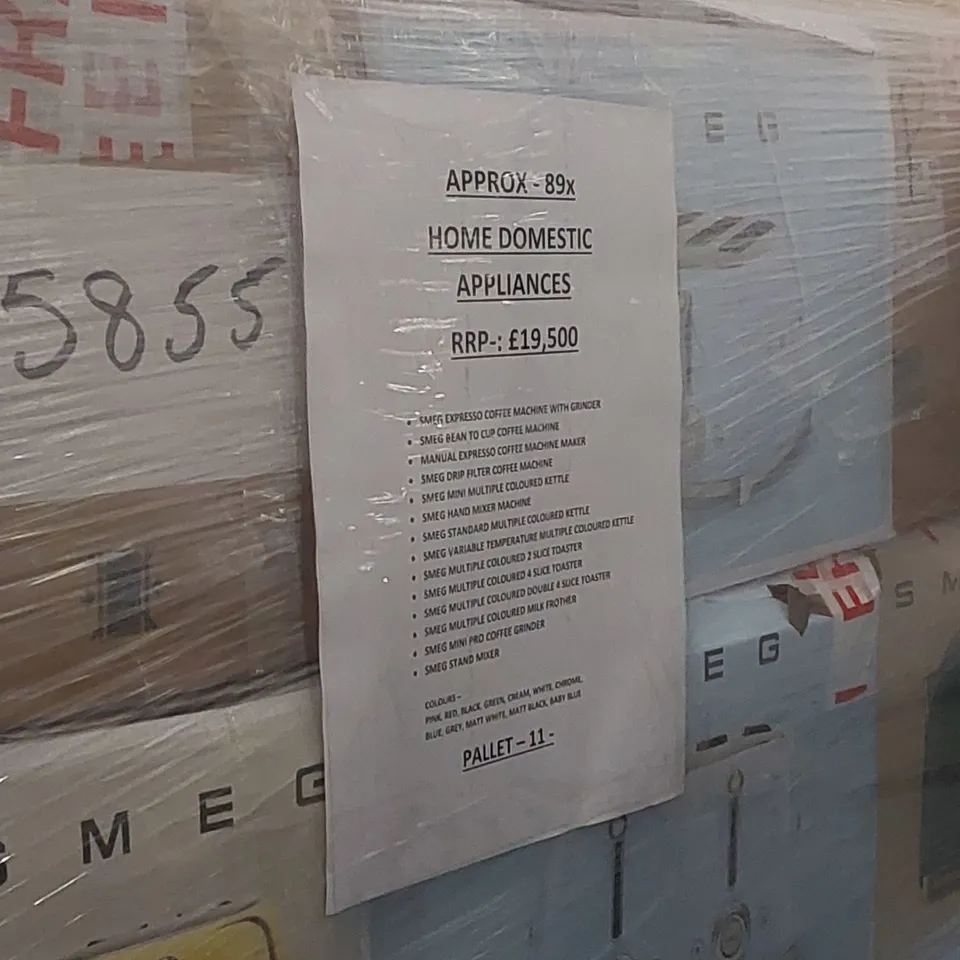 APPROX - 89x
HOME DOMESTIC
APPLIANCES
RRP-: £19,500
• SMEG EXPRESSO COFFEE MACHINE WITH GRINDER
• SMEG BEAN TO CUP COFFEE MACHINE
• MANUAL EXPRESSO COFFEE MACHINE MAKER
• SMEG DRIP FILTER COFFEE MACHINE
• SMEG MINI MULTIPLE COLOURED KETTLE
• SMEG HAND MIXER MACHINE
• SMEG STANDARD MULTIPLE COLOURED KETTLE
• SMEG VARIABLE TEMPERATURE MULTIPLE COLOURED KETTLE
• SMEG MULTIPLE COLOURED 2 SLICE TOASTER
• SMEG MULTIPLE COLOURED 4 SLICE TOASTER
• SMEG MULTIPLE COLOURED DOUBLE 4 SLICE TOASTER
• SMEG MULTIPLE COLOURED MILK FROTHER
• SMEG MINI PRO COFFEE GRINDER
• SMEG STAND MIXER
COLOURS –
PINK, RED, BLACK, GREEN, CREAM, WHITE, CHROME,
BLUE, GREY, MATT WHITE, MATT BLACK, BABY BLUE
PALLET – 11 -
5855
E G
E G
S M
SMEG